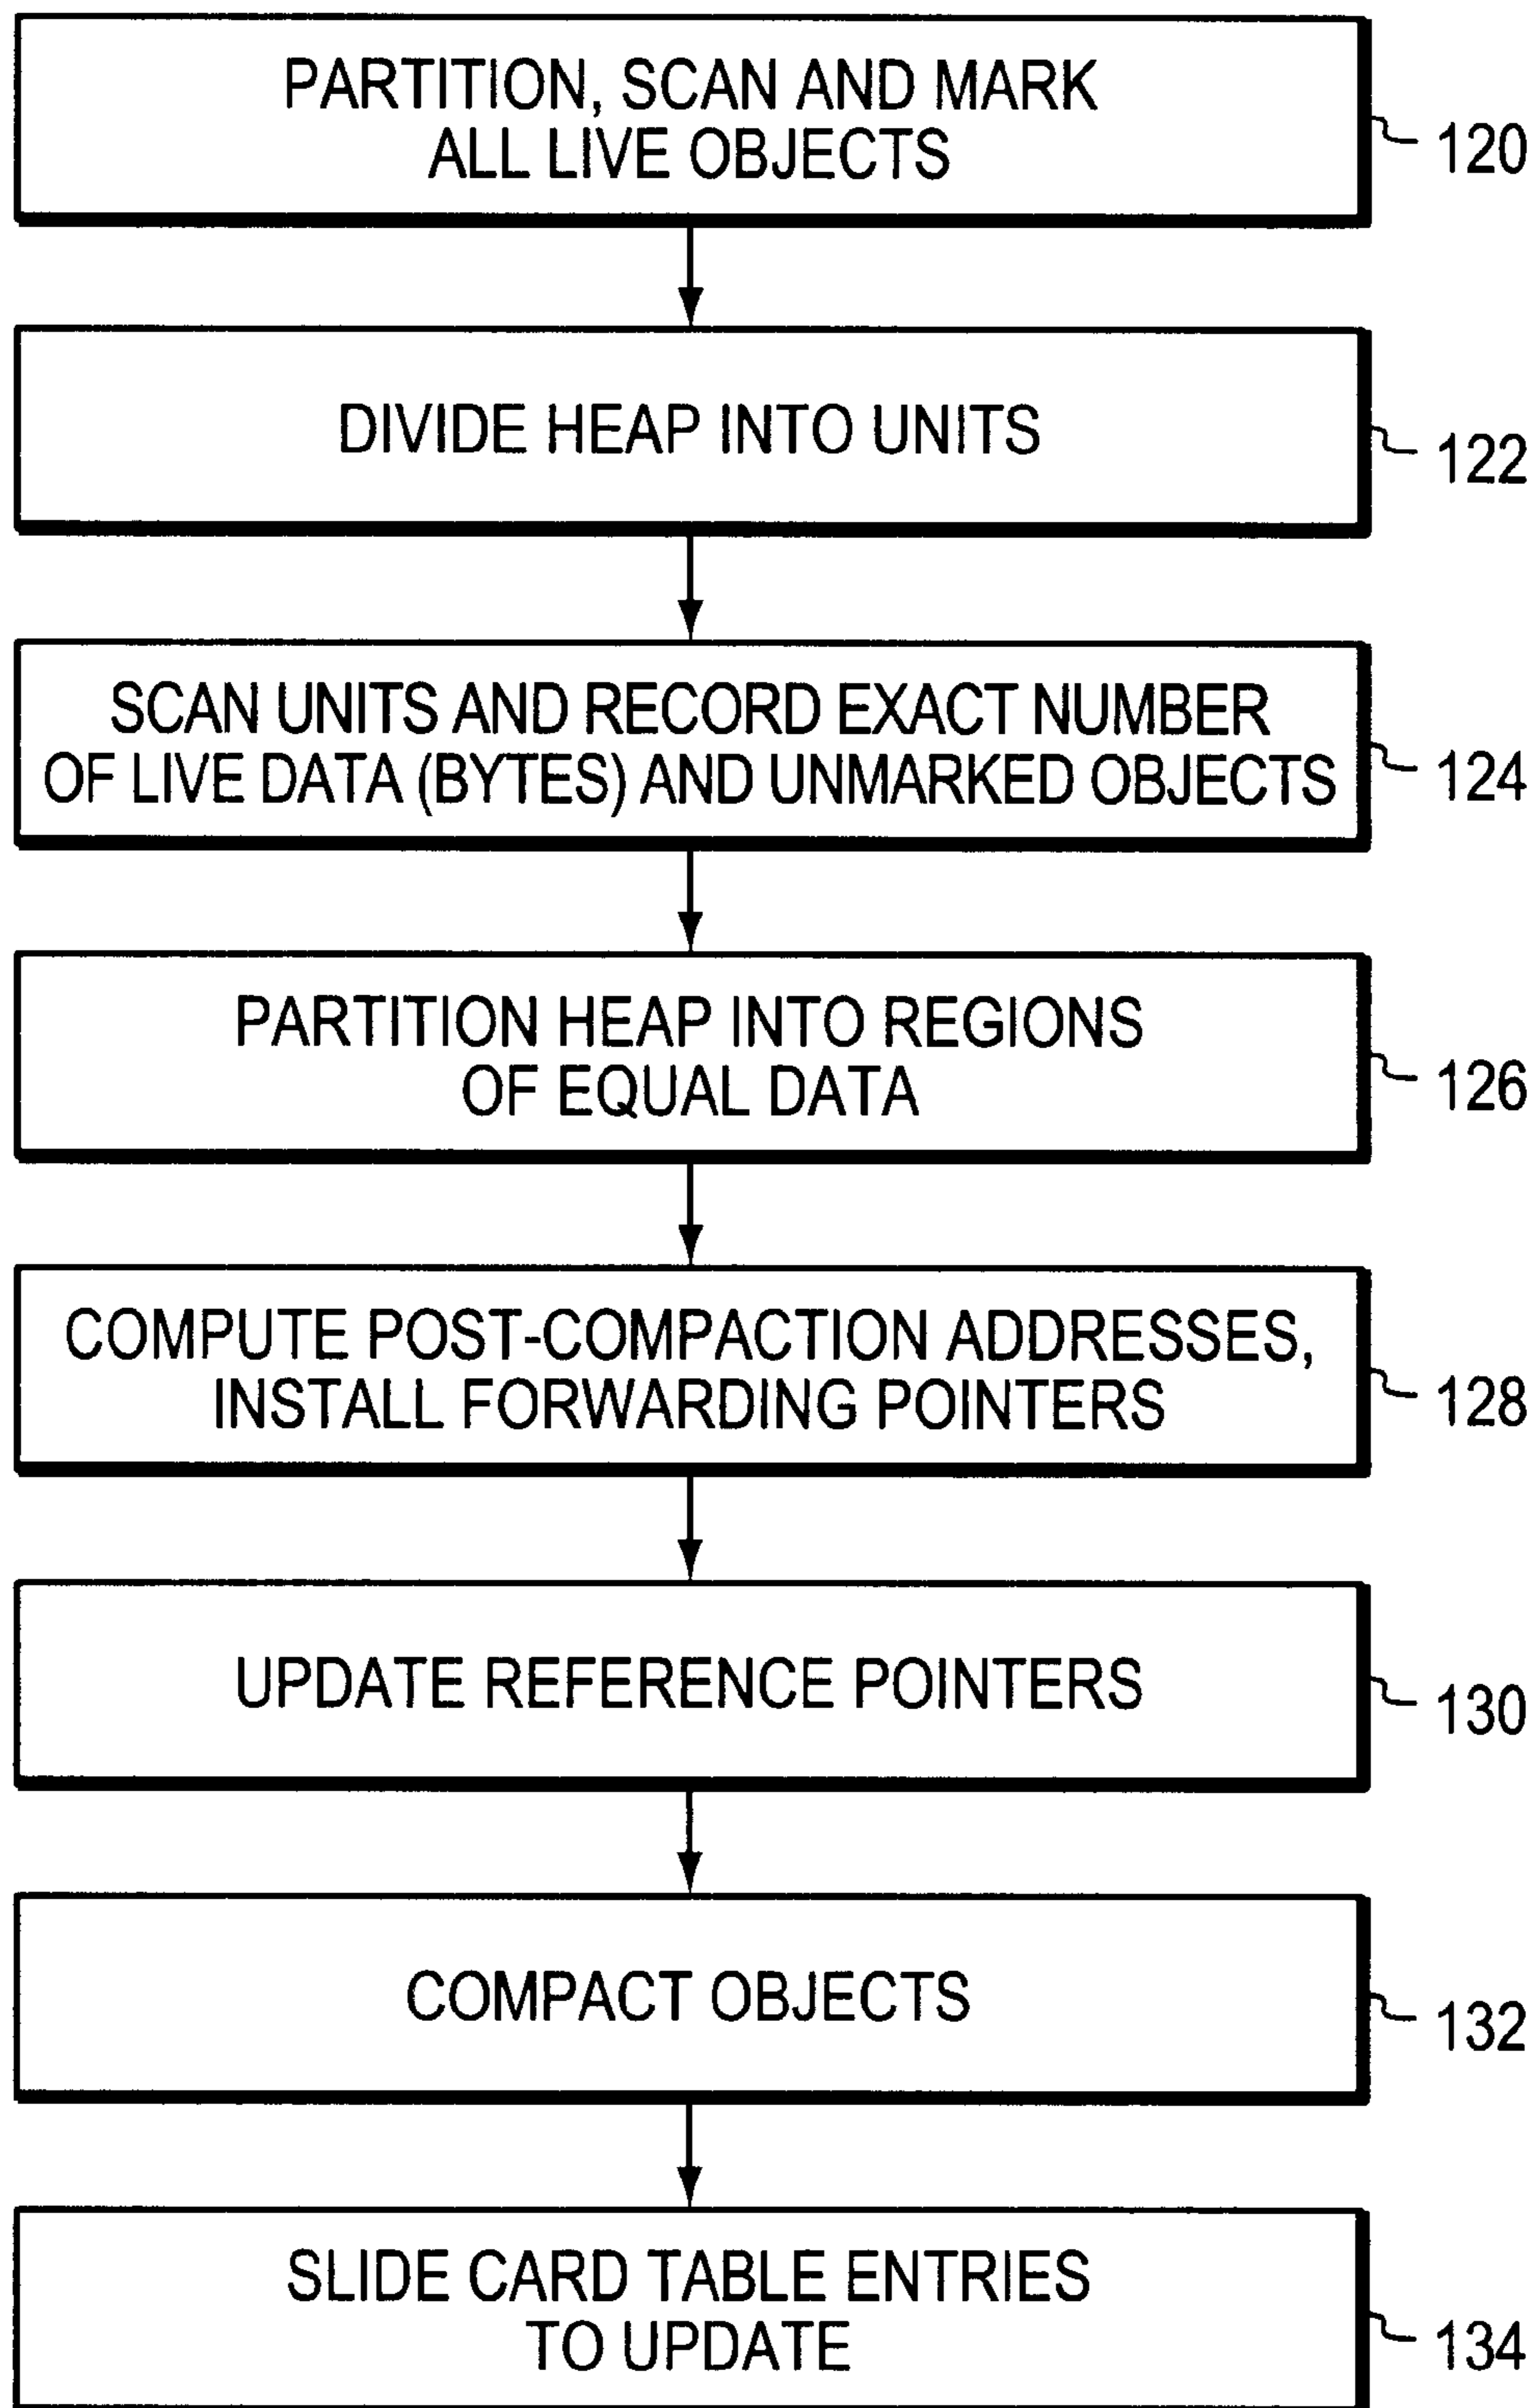 PARTITION, SCAN AND MARK
ALL LIVE OBJECTS
120
DIVIDE HEAP INTO UNITS
122
SCAN UNITS AND RECORD EXACT NUMBER
OF LIVE DATA (BYTES) AND UNMARKED OBJECTS
124
PARTITION HEAP INTO REGIONS
OF EQUAL DATA
126
COMPUTE POST-COMPACTION ADDRESSES,
INSTALL FORWARDING POINTERS
128
UPDATE REFERENCE POINTERS
130
COMPACT OBJECTS
132
SLIDE CARD TABLE ENTRIES
TO UPDATE
134